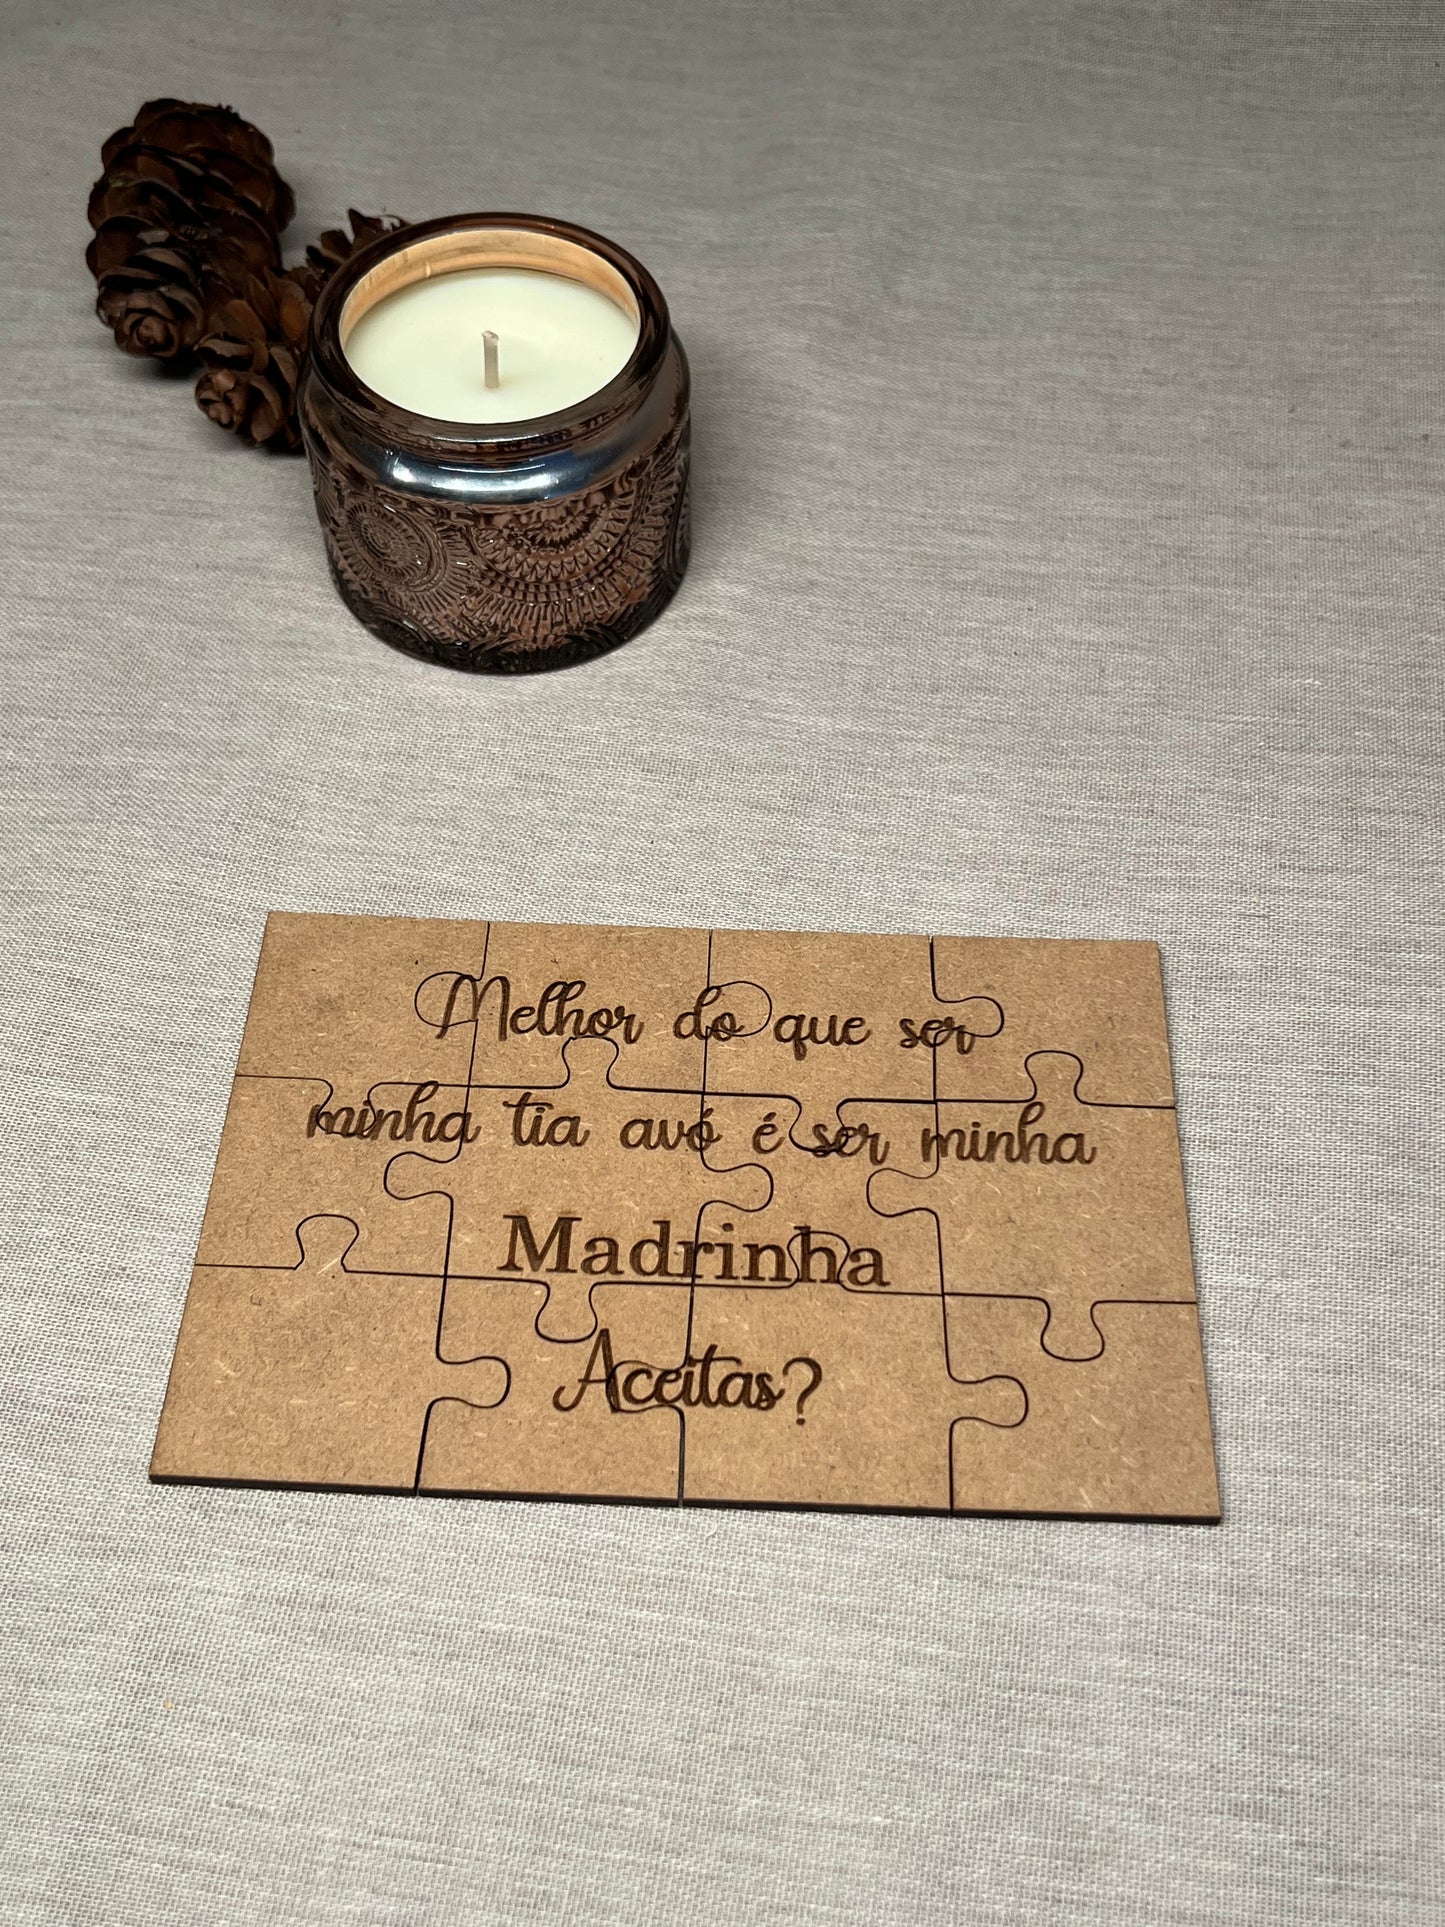 Melhor do que ser
minha tia avó é ser minha
Madrinha
Aceitas?